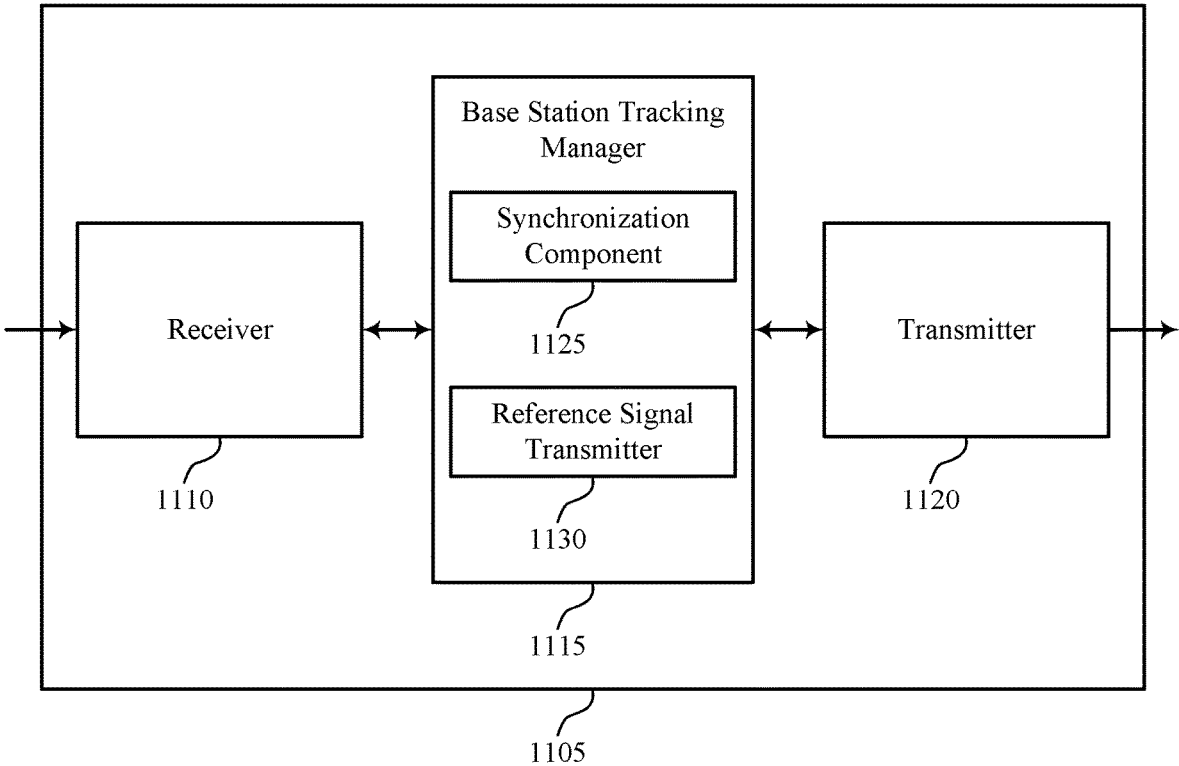 Base Station Tracking
Manager
Synchronization
Component
1125
Receiver
1110
Reference Signal
Transmitter
1130
1115
Transmitter
1120
1105